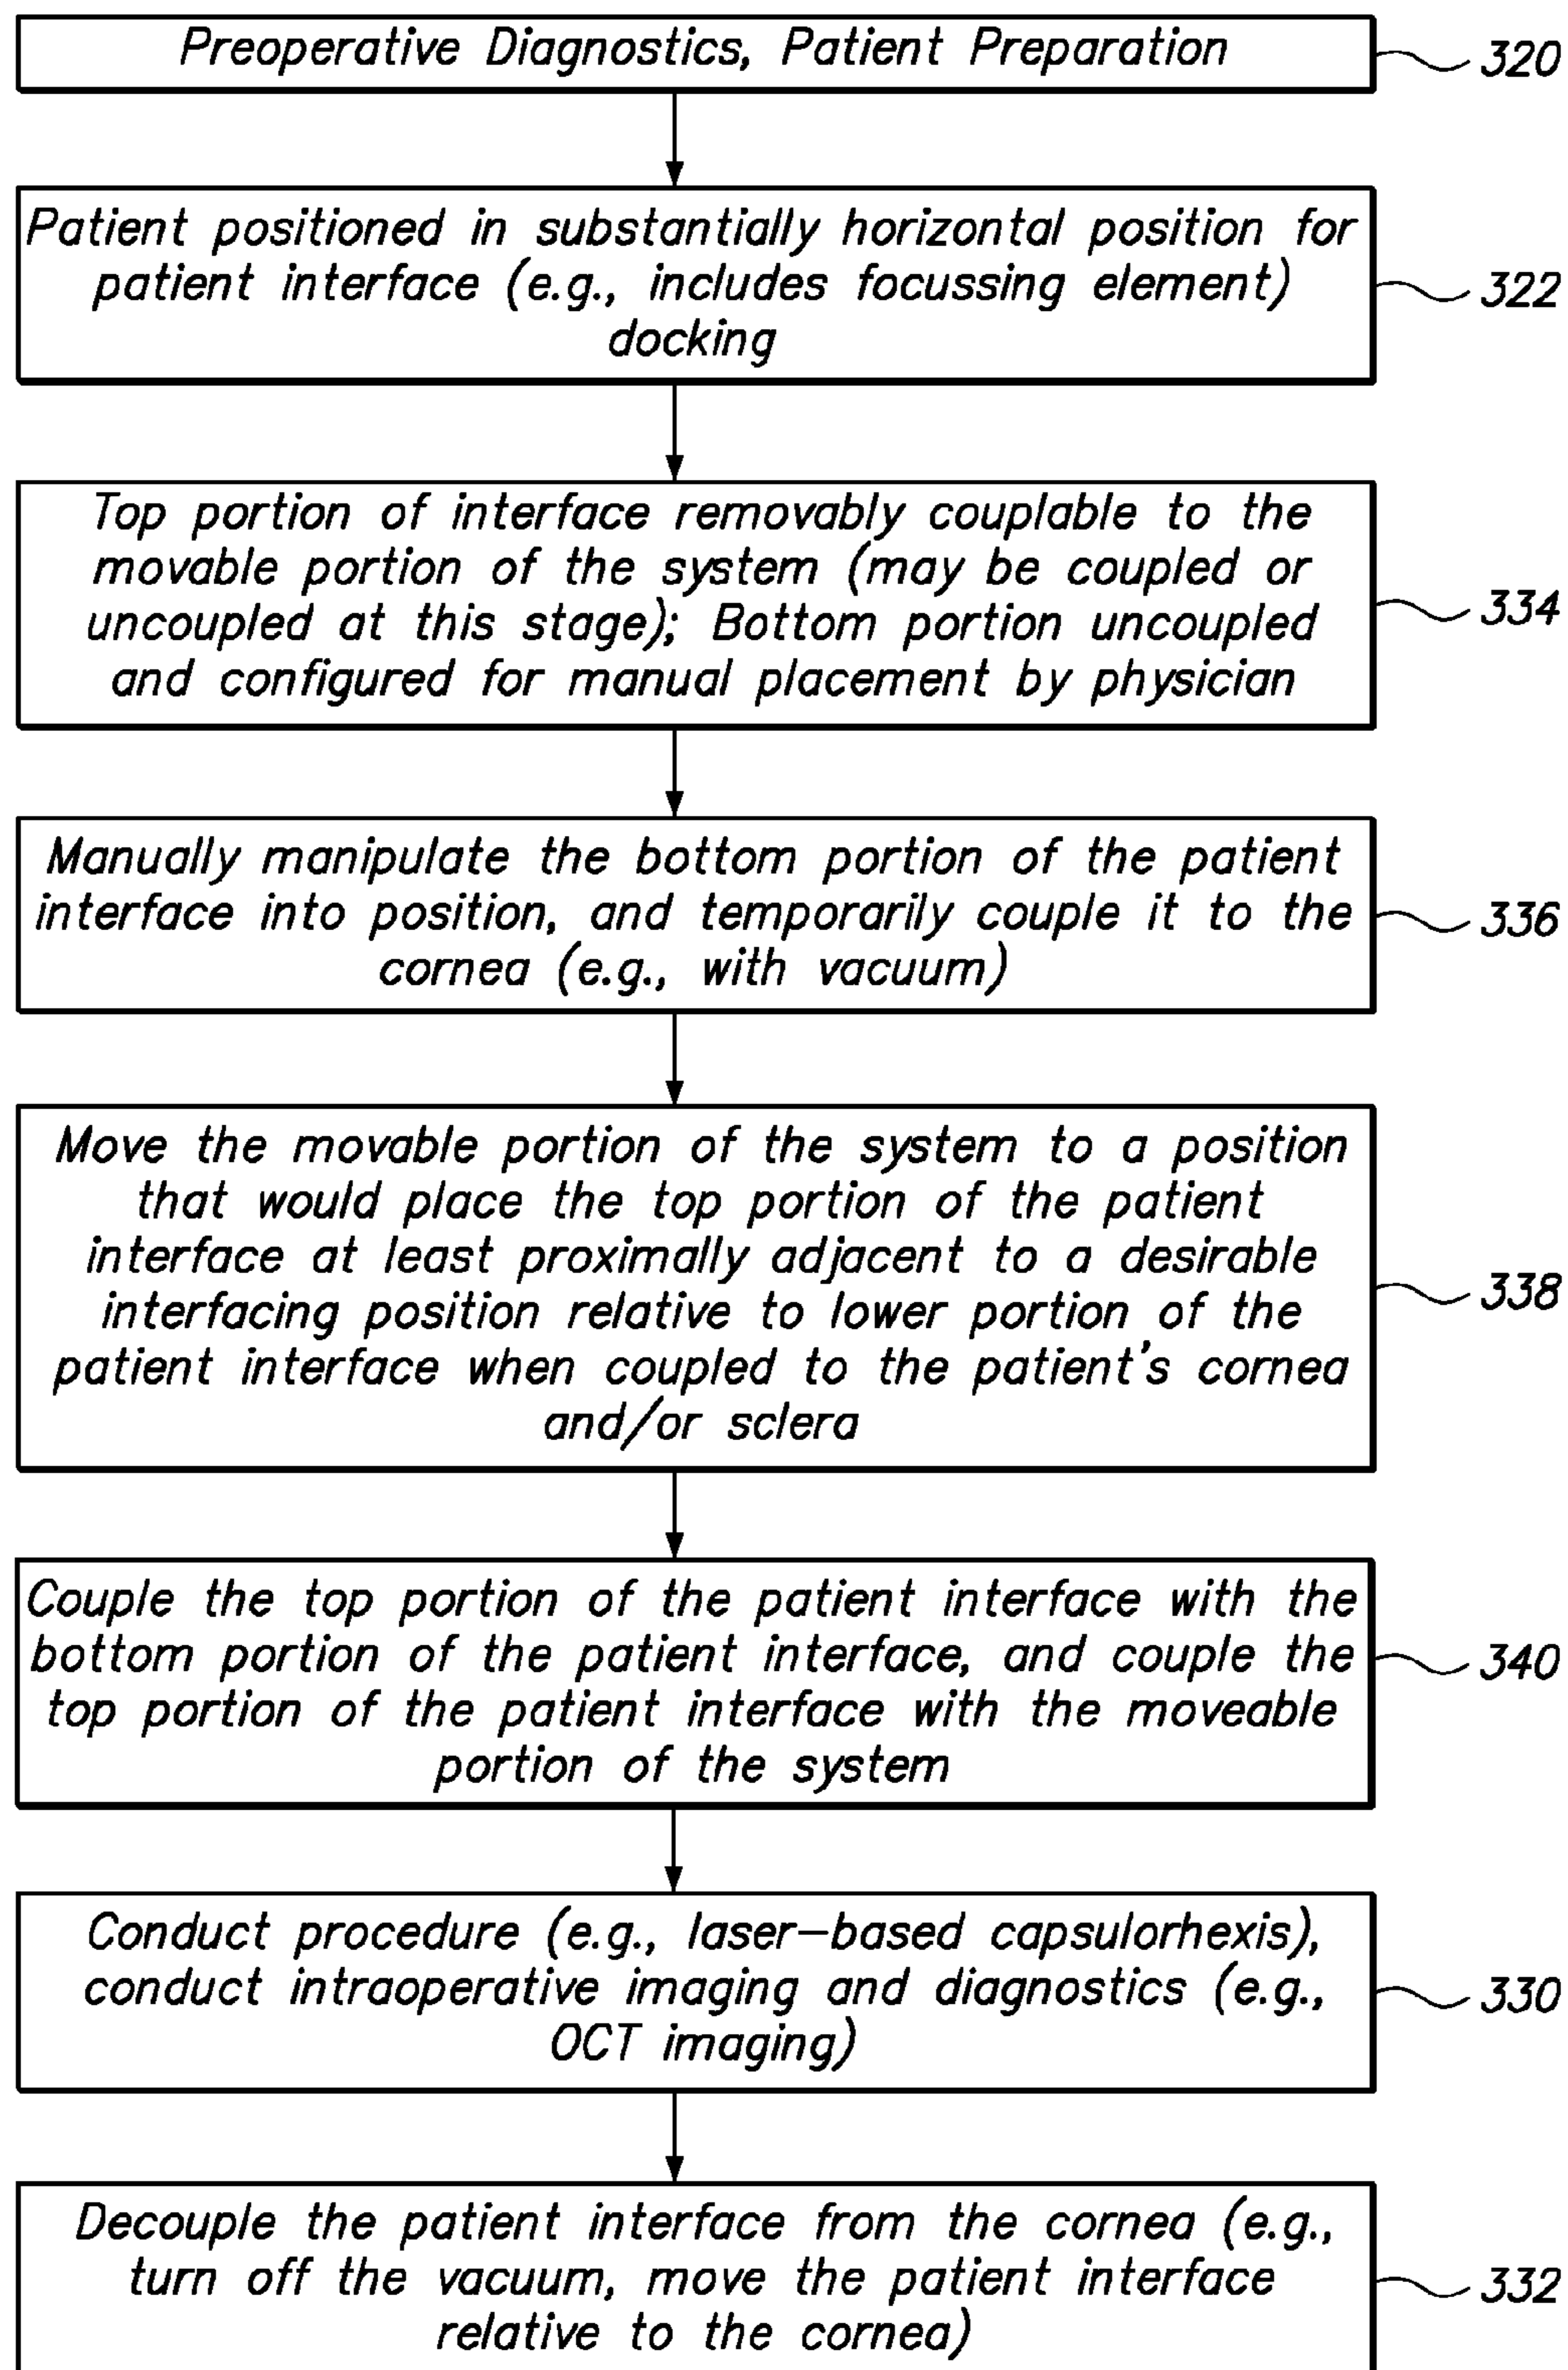 Preoperative Diagnostics, Patient Preparation
320
Patient positioned in substantially horizontal position for
patient interface (e.g., includes focussing element)
docking
322
Top portion of interface removably couplable to the
movable portion of the system (may be coupled or
uncoupled at this stage); Bottom portion uncoupled
and configured for manual placement by physician
334
Manually manipulate the bottom portion of the patient
interface into position, and temporarily couple it to the
cornea (e.g., with vacuum)
336
Move the movable portion of the system to a position
that would place the top portion of the patient
interface at least proximally adjacent to a desirable
interfacing position relative to lower portion of the
patient interface when coupled to the patient's cornea
and/or sclera
338
Couple the top portion of the patient interface with the
bottom portion of the patient interface, and couple the
top portion of the patient interface with the moveable
portion of the system
340
Conduct procedure (e.g., laser-based capsulorhexis),
conduct intraoperative imaging and diagnostics (e.g.,
OCT imaging)
330
Decouple the patient interface from the cornea (e.g.,
turn off the vacuum, move the patient interface
relative to the cornea)
332